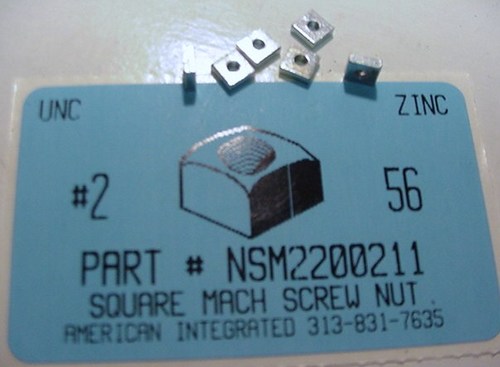 UNC ZINC
#2 56
PART # NSM2200211
SQUARE MACH SCREW NUT.
AMERICAN INTEGRATED 313-831-7635